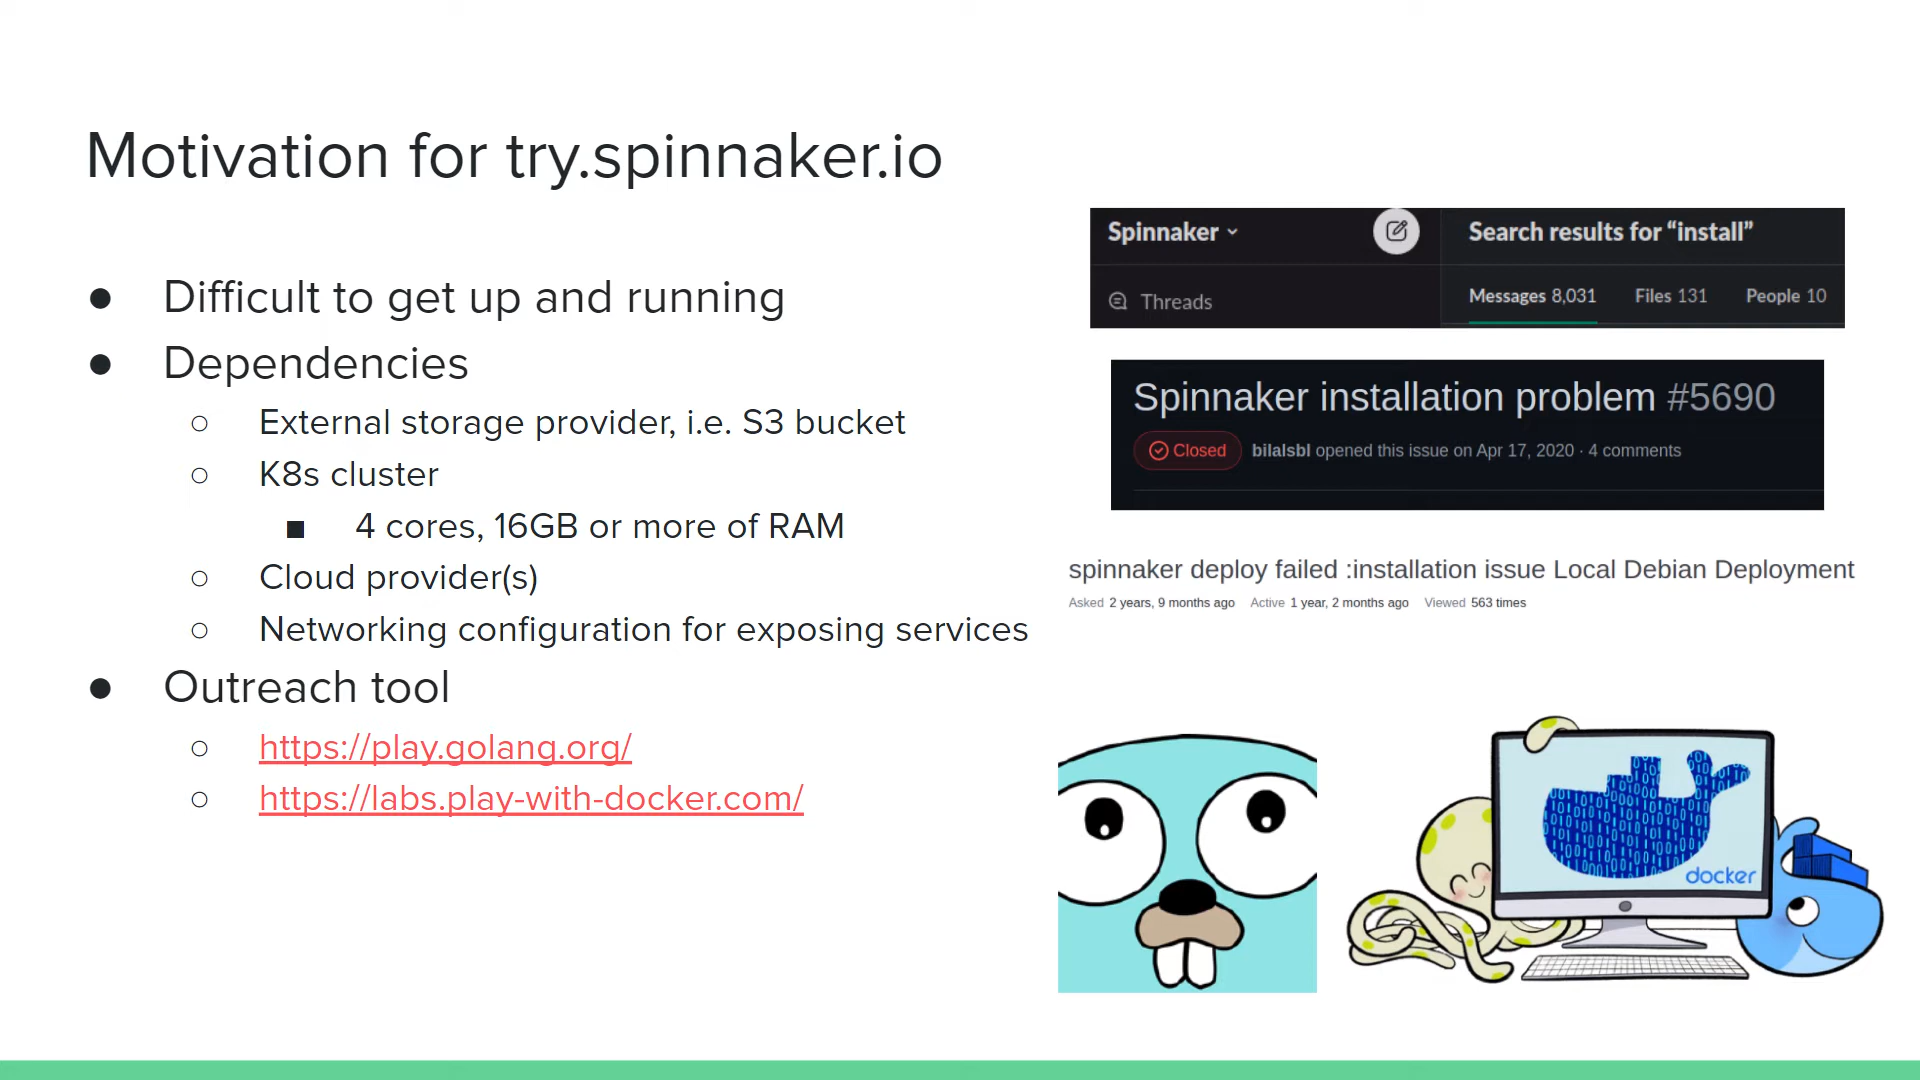 Motivation for try.spinnaker.io
● Difficult to get up and running
● Dependencies
○ External storage provider, i.e. S3 bucket
○ K8s cluster
■ 4 cores, 16GB or more of RAM
○ Cloud provider(s)
○ Networking configuration for exposing services
● Outreach tool
○ https://play.golang.org/
○ https://labs.play-with-docker.com/
Spinnaker
Threads
Search results for “install”
Messages 8,031 Files 131 People 10
Spinnaker installation problem #5690
Closed bilalsbl opened this issue on Apr 17, 2020 · 4 comments
spinnaker deploy failed :installation issue Local Debian Deployment
Asked 2 years, 9 months ago Active 1 year, 2 months ago Viewed 563 times
docker